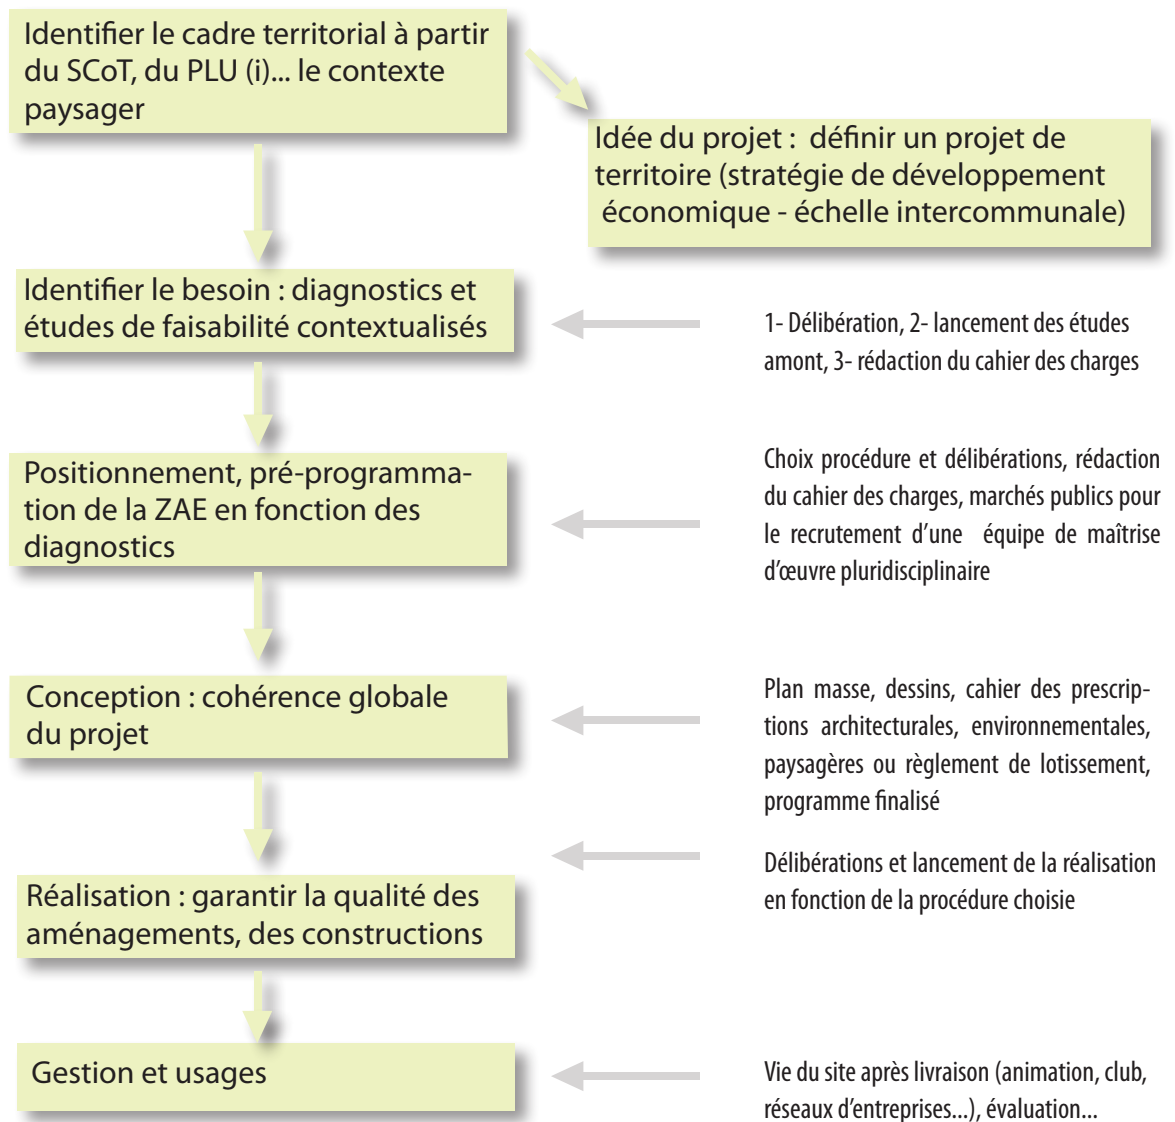 Identifier le cadre territorial à partir
du SCoT, du PLU (i)... le contexte
paysager
Idée du projet : définir un projet de
territoire (stratégie de développement
économique - échelle intercommunale)
Identifier le besoin : diagnostics et
études de faisabilité contextualisés
1- Délibération, 2- lancement des études
amont, 3- rédaction du cahier des charges
Positionnement, pré-programma-
tion de la ZAE en fonction des
diagnostics
Choix procédure et délibérations, rédaction
du cahier des charges, marchés publics pour
le recrutement d’une équipe de maîtrise
d’œuvre pluridisciplinaire
Conception : cohérence globale
du projet
Plan masse, dessins, cahier des prescrip-
tions architecturales, environnementales,
paysagères ou règlement de lotissement,
programme finalisé
Délibérations et lancement de la réalisation
en fonction de la procédure choisie
Réalisation : garantir la qualité des
aménagements, des constructions
Gestion et usages
Vie du site après livraison (animation, club,
réseaux d’entreprises...), évaluation...